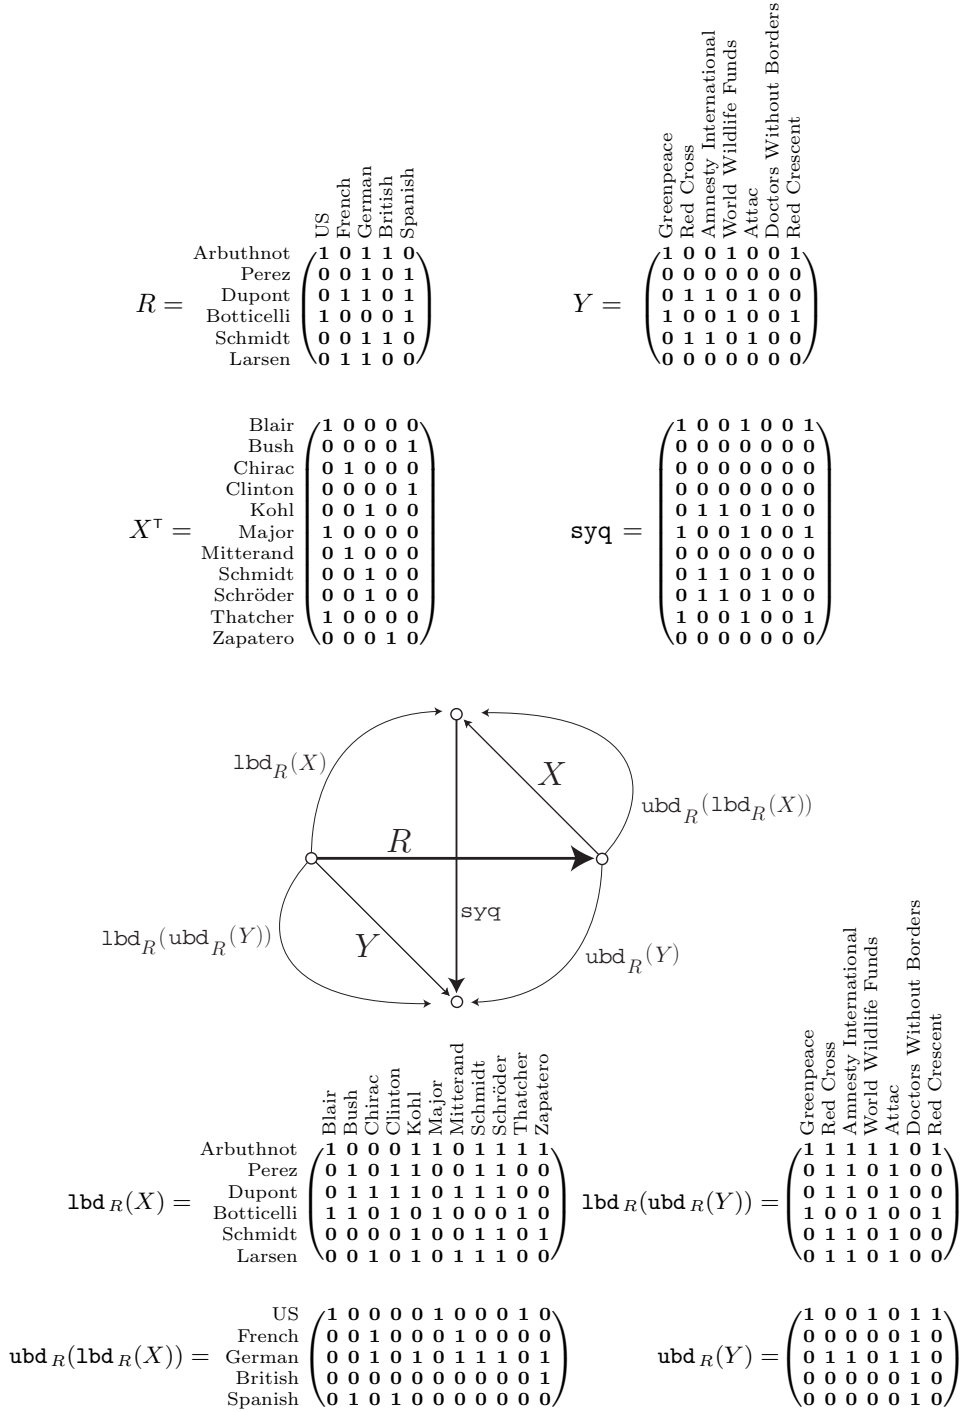 US French German British Spanish
Greenpeace Red Cross Amnesty International World Wildlife Funds Attac Doctors Without Borders Red Crescent
R =
Arbuthnot 1 0 1 1 0
Perez 0 0 1 0 1
Dupont 0 1 1 0 1
Botticelli 1 0 0 0 1
Schmidt 0 0 1 1 0
Larsen 0 1 1 0 0
Y =
1 0 0 1 0 0 1
0 0 0 0 0 0 0
0 1 1 0 1 0 0
1 0 0 1 0 0 1
0 1 1 0 1 0 0
0 0 0 0 0 0 0
Xᵀ =
Blair 1 0 0 0 0
Bush 0 0 0 0 1
Chirac 0 1 0 0 0
Clinton 0 0 0 0 1
Kohl 0 0 1 0 0
Major 1 0 0 0 0
Mitterand 0 1 0 0 0
Schmidt 0 0 1 0 0
Schröder 0 0 1 0 0
Thatcher 1 0 0 0 0
Zapatero 0 0 0 1 0
syq =
1 0 0 1 0 0 1
0 0 0 0 0 0 0
0 0 0 0 0 0 0
0 0 0 0 0 0 0
0 1 1 0 1 0 0
1 0 0 1 0 0 1
0 0 0 0 0 0 0
0 1 1 0 1 0 0
0 1 1 0 1 0 0
1 0 0 1 0 0 1
0 0 0 0 0 0 0
lbd_R(X)
X
ubd_R(lbd_R(X))
R
syq
lbd_R(ubd_R(Y))
Y
ubd_R(Y)
Blair Bush Chirac Clinton Kohl Major Mitterand Schmidt Schröder Thatcher Zapatero
Greenpeace Red Cross Amnesty International World Wildlife Funds Attac Doctors Without Borders Red Crescent
lbd_R(X) =
Arbuthnot 1 0 0 0 1 1 0 1 1 1 1
Perez 0 1 0 1 1 0 0 1 1 0 0
Dupont 0 1 1 1 1 0 1 1 1 0 0
Botticelli 1 1 0 1 0 1 0 0 0 1 0
Schmidt 0 0 0 0 1 0 0 1 1 0 1
Larsen 0 0 1 0 1 0 1 1 1 0 0
lbd_R(ubd_R(Y)) =
1 1 1 1 1 0 1
0 1 1 0 1 0 0
0 1 1 0 1 0 0
1 0 0 1 0 0 1
0 1 1 0 1 0 0
0 1 1 0 1 0 0
ubd_R(lbd_R(X)) =
US 1 0 0 0 0 1 0 0 0 1 0
French 0 0 1 0 0 0 1 0 0 0 0
German 0 0 1 0 1 0 1 1 1 0 1
British 0 0 0 0 0 0 0 0 0 0 1
Spanish 0 1 0 1 0 0 0 0 0 0 0
ubd_R(Y) =
1 0 0 1 0 1 1
0 0 0 0 0 1 0
0 1 1 0 1 1 0
0 0 0 0 0 1 0
0 0 0 0 0 1 0